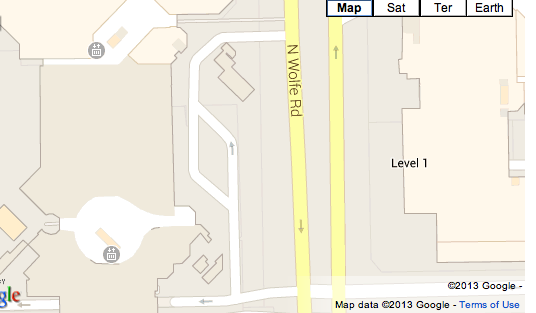 Map Sat Ter Earth
N Wolfe Rd
Level 1
©2013 Google -
Map data ©2013 Google - Terms of Use